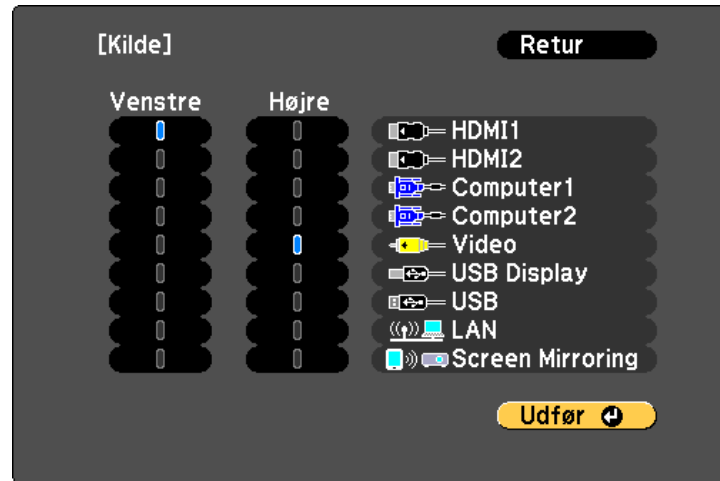 [Kilde] Retur
Venstre Højre
HDMI1
HDMI2
Computer1
Computer2
Video
USB Display
USB
LAN
Screen Mirroring
Udfør